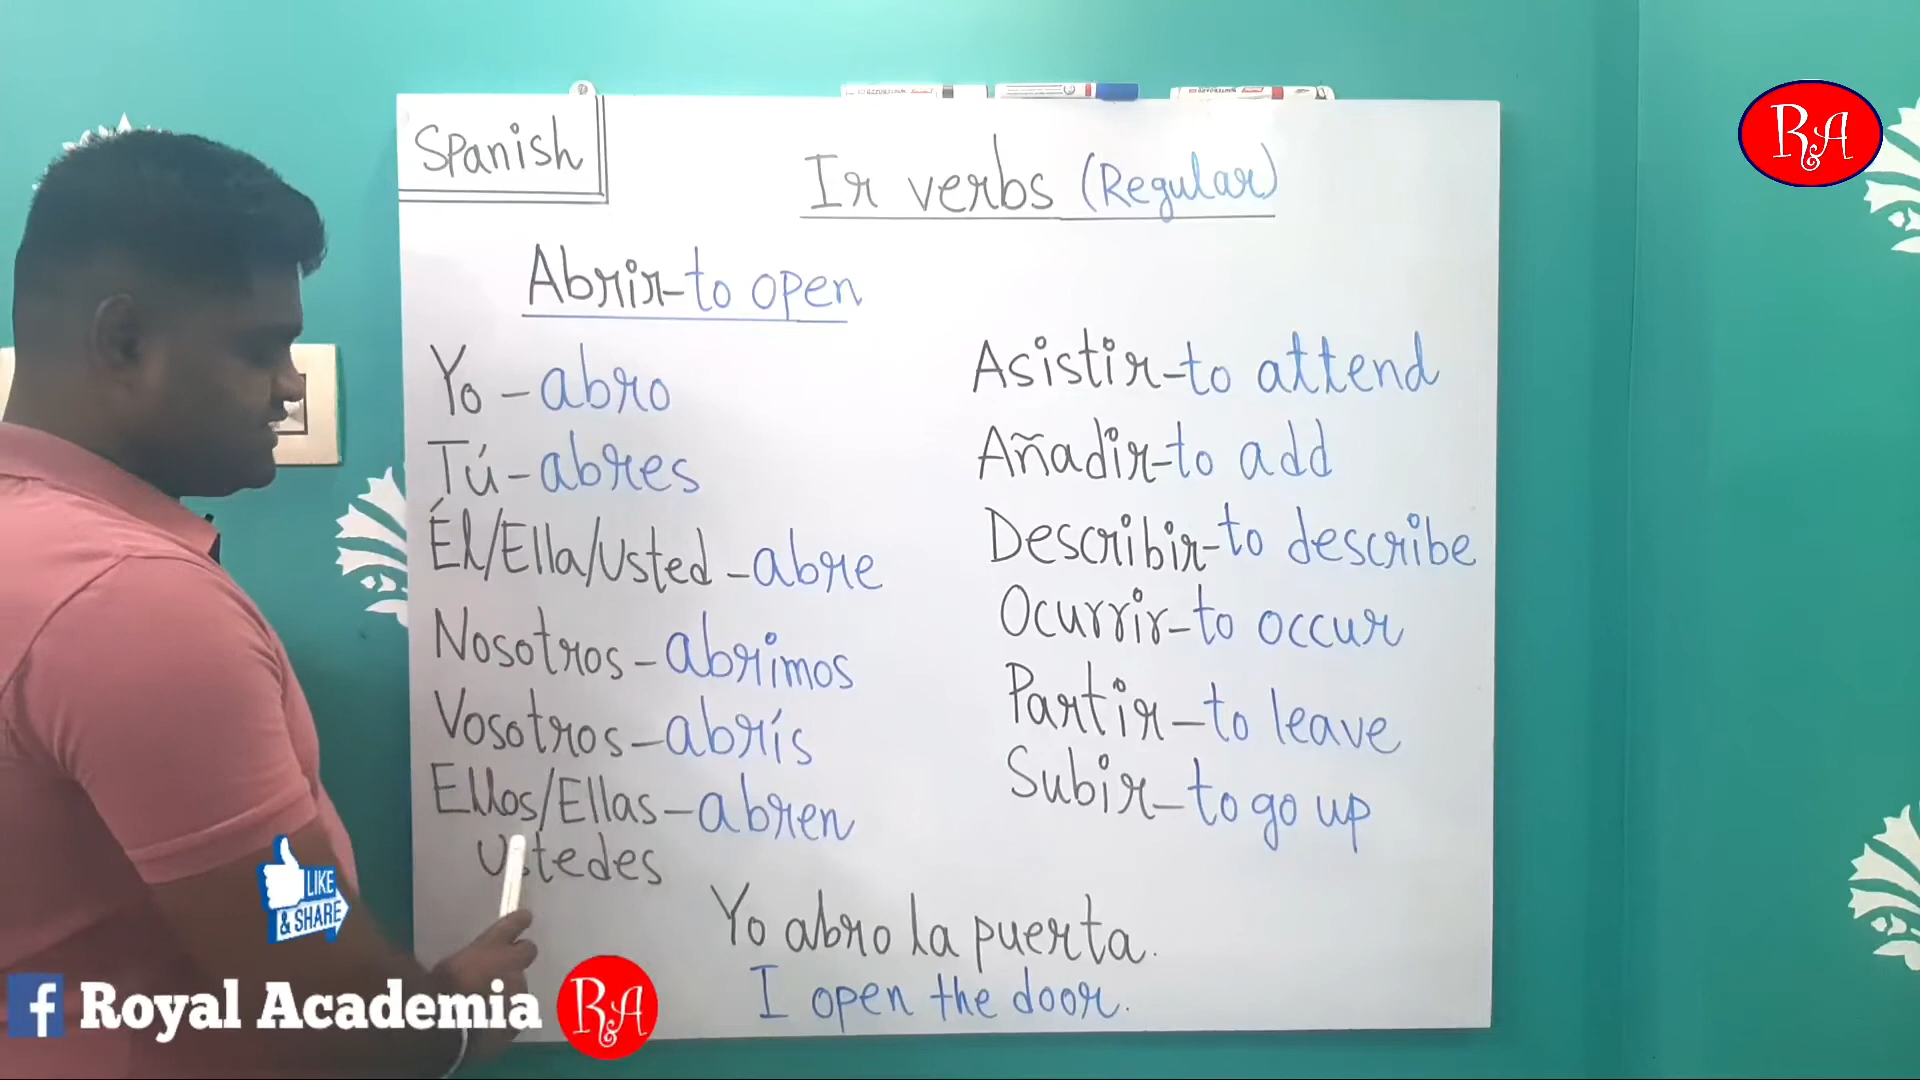 Spanish
Ir verbs (Regular)
Abrir-to open
Yo - abro
Tú-abres
Él/Ella/Usted - abre
Nosotros - abrimos
Vosotros - abrís
Ellos/Ellas - abren
Ustedes
Asistir-to attend
Añadir-to add
Describir-to describe
Ocurrir-to occur
Partir-to leave
Subir-to go up
Yo abro la puerta.
I open the door.
RA
LIKE
& SHARE
f Royal Academia
RA